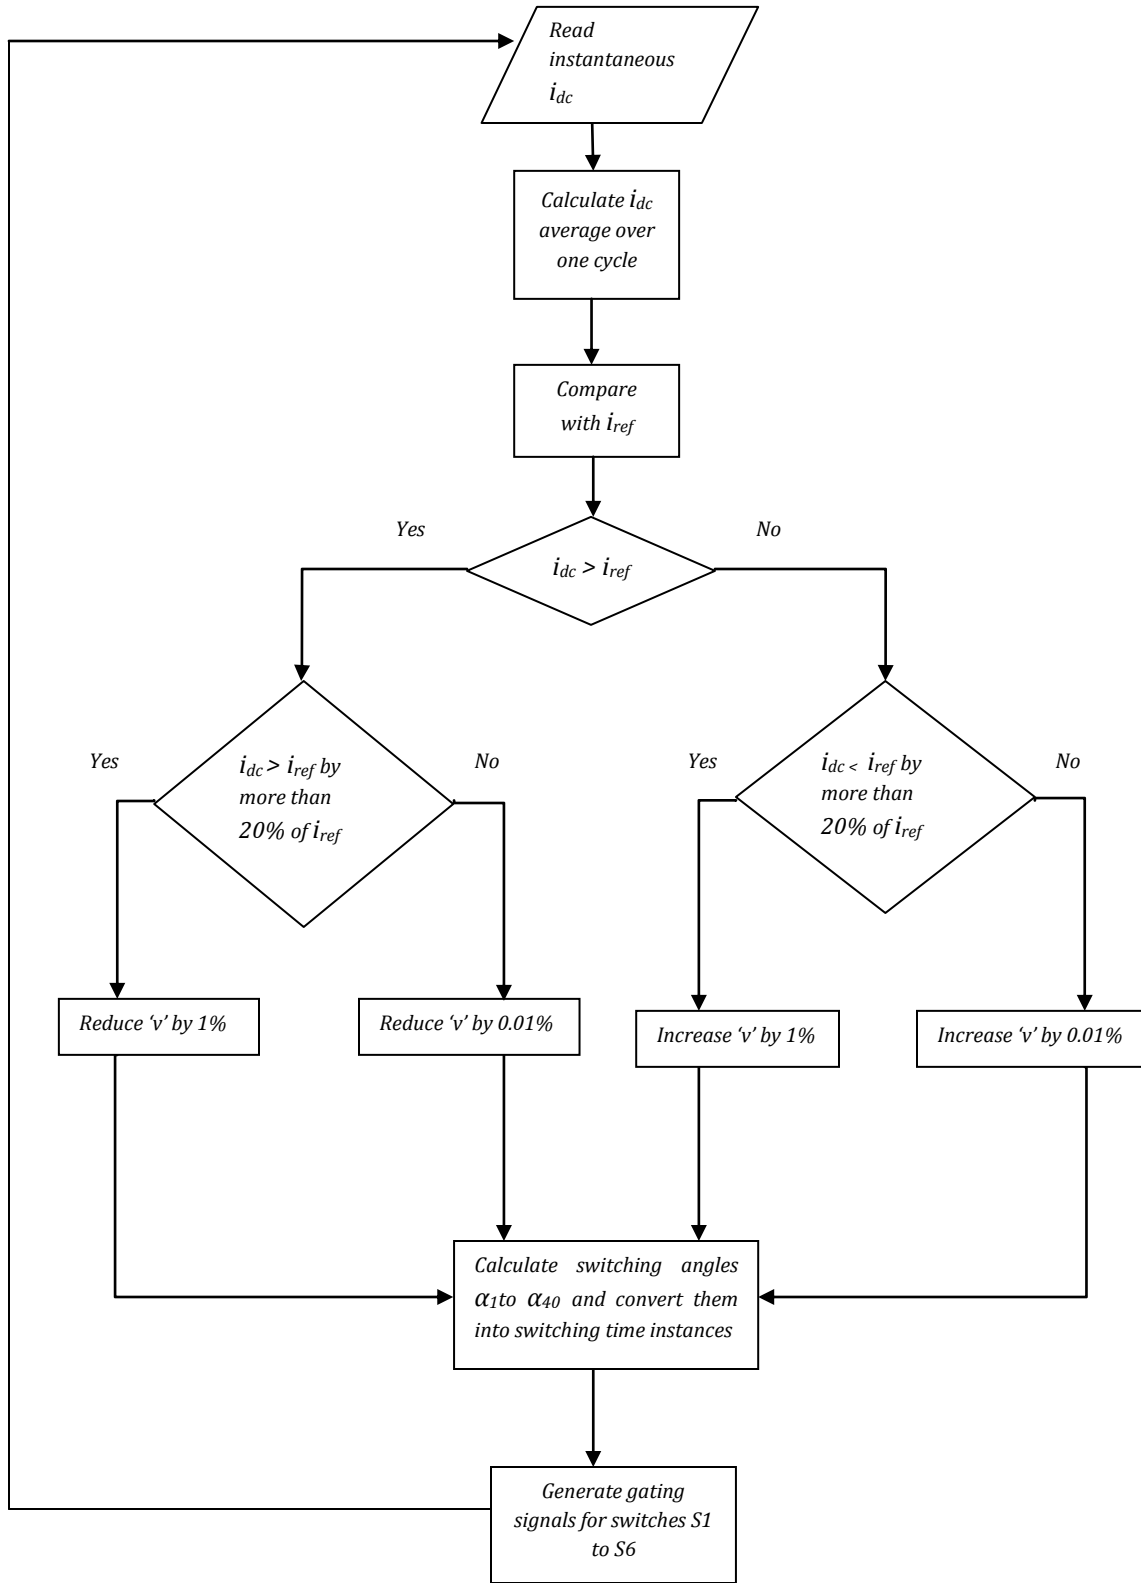 Read
instantaneous
idc
Calculate idc
average over
one cycle
Compare
with iref
Yes
No
idc > iref
Yes
idc > iref by
more than
20% of iref
No
Yes
idc < iref by
more than
20% of iref
No
Reduce ‘v’ by 1%
Reduce ‘v’ by 0.01%
Increase ‘v’ by 1%
Increase ‘v’ by 0.01%
Calculate switching angles
α1to α40 and convert them
into switching time instances
Generate gating
signals for switches S1
to S6